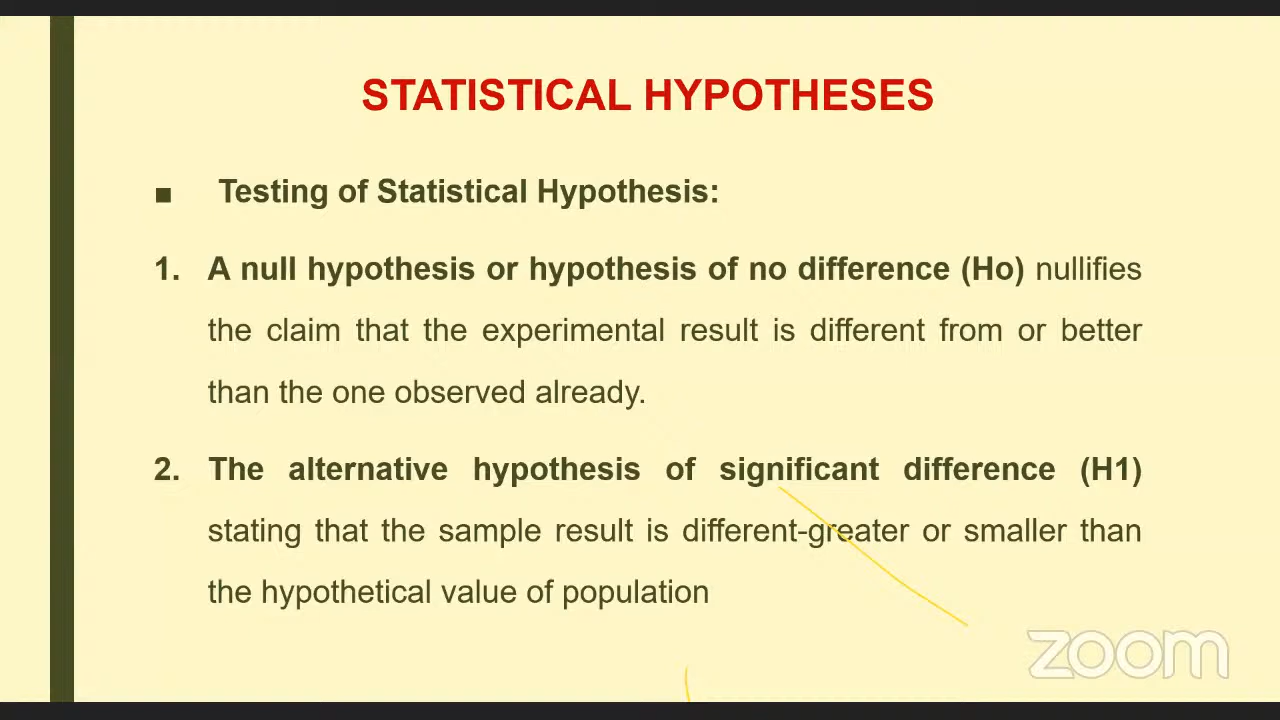 STATISTICAL HYPOTHESES
■ Testing of Statistical Hypothesis:
1. A null hypothesis or hypothesis of no difference (Ho) nullifies
the claim that the experimental result is different from or better
than the one observed already.
2. The alternative hypothesis of significant difference (H1)
stating that the sample result is different-greater or smaller than
the hypothetical value of population
zoom